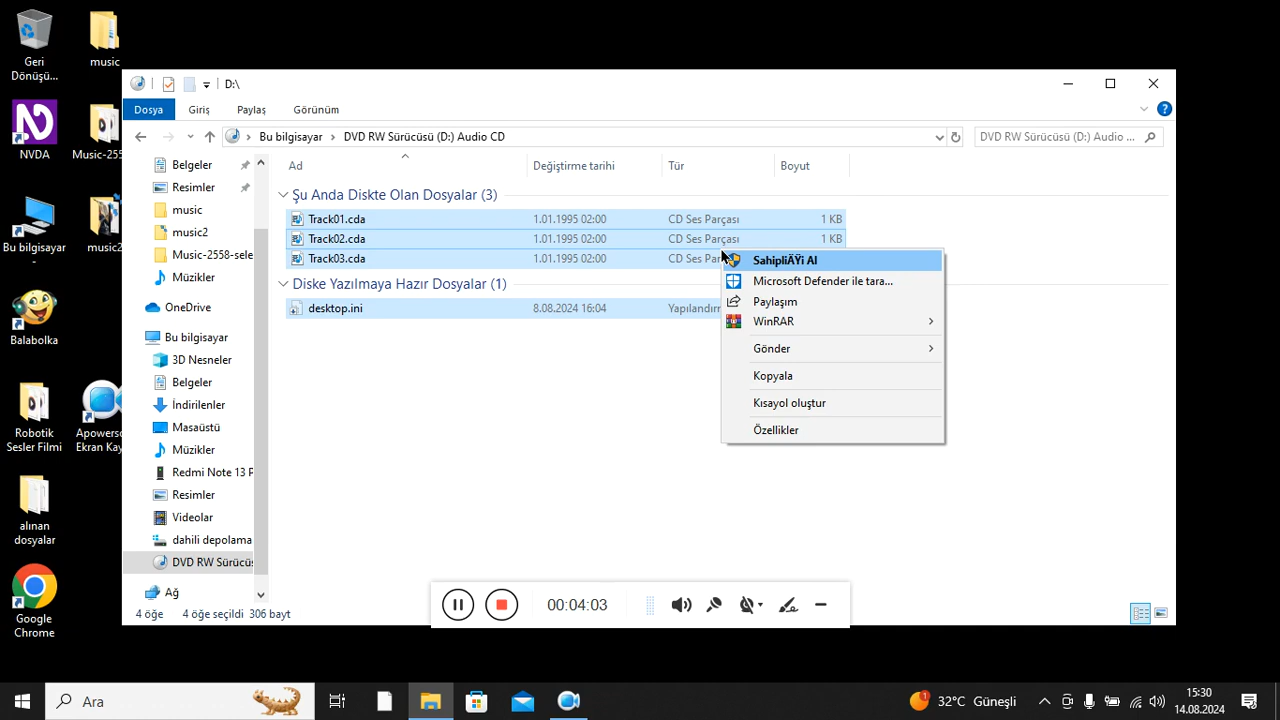 Geri
Dönüşü...
music
NVDA
Music-255
Bu bilgisayar
music2
Balabolka
Robotik
Sesler Filmi
Apowers
Ekran Kay
alınan
dosyalar
Google
Chrome
D:\
Dosya
Giriş
Paylaş
Görünüm
Bu bilgisayar > DVD RW Sürücüsü (D:) Audio CD
DVD RW Sürücüsü (D:) Audio ...
Belgeler
Resimler
music
music2
Music-2558-sele
Müzikler
OneDrive
Bu bilgisayar
3D Nesneler
Belgeler
İndirilenler
Masaüstü
Müzikler
Redmi Note 13 P
Resimler
Videolar
dahili depolama
DVD RW Sürücüs
Ağ
Ad Değiştirme tarihi Tür Boyut
Şu Anda Diskte Olan Dosyalar (3)
Track01.cda 1.01.1995 02:00 CD Ses Parçası 1 KB
Track02.cda 1.01.1995 02:00 CD Ses Parçası 1 KB
Track03.cda 1.01.1995 02:00 CD Ses Pa
Diske Yazılmaya Hazır Dosyalar (1)
desktop.ini 8.08.2024 16:04 Yapılandır
SahipliÄŸi Al
Microsoft Defender ile tara...
Paylaşım
WinRAR
Gönder
Kopyala
Kısayol oluştur
Özellikler
4 öğe 4 öğe seçildi 306 bayt
00:04:03
Ara
32°C Güneşli
15:30
14.08.2024